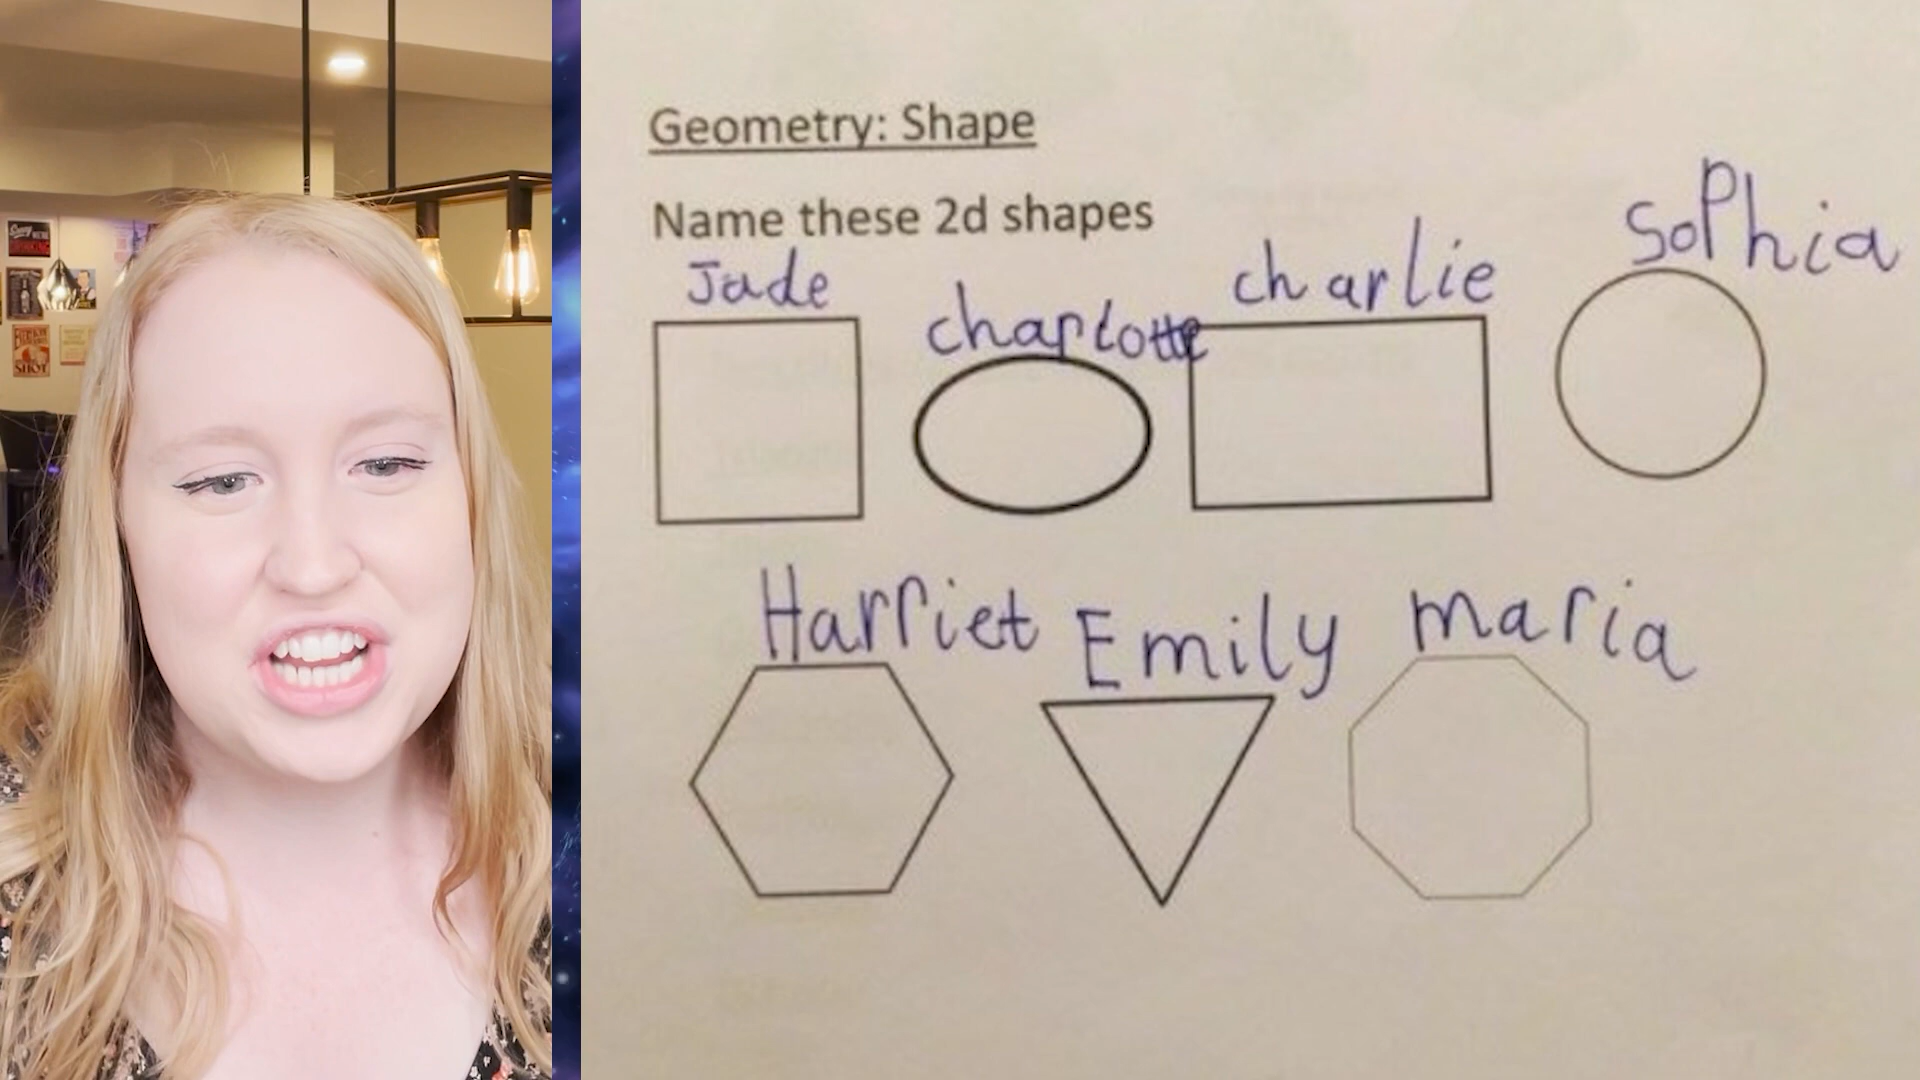 Geometry: Shape
Name these 2d shapes
Jade
charlotte
charlie
Sophia
Harriet
Emily
maria